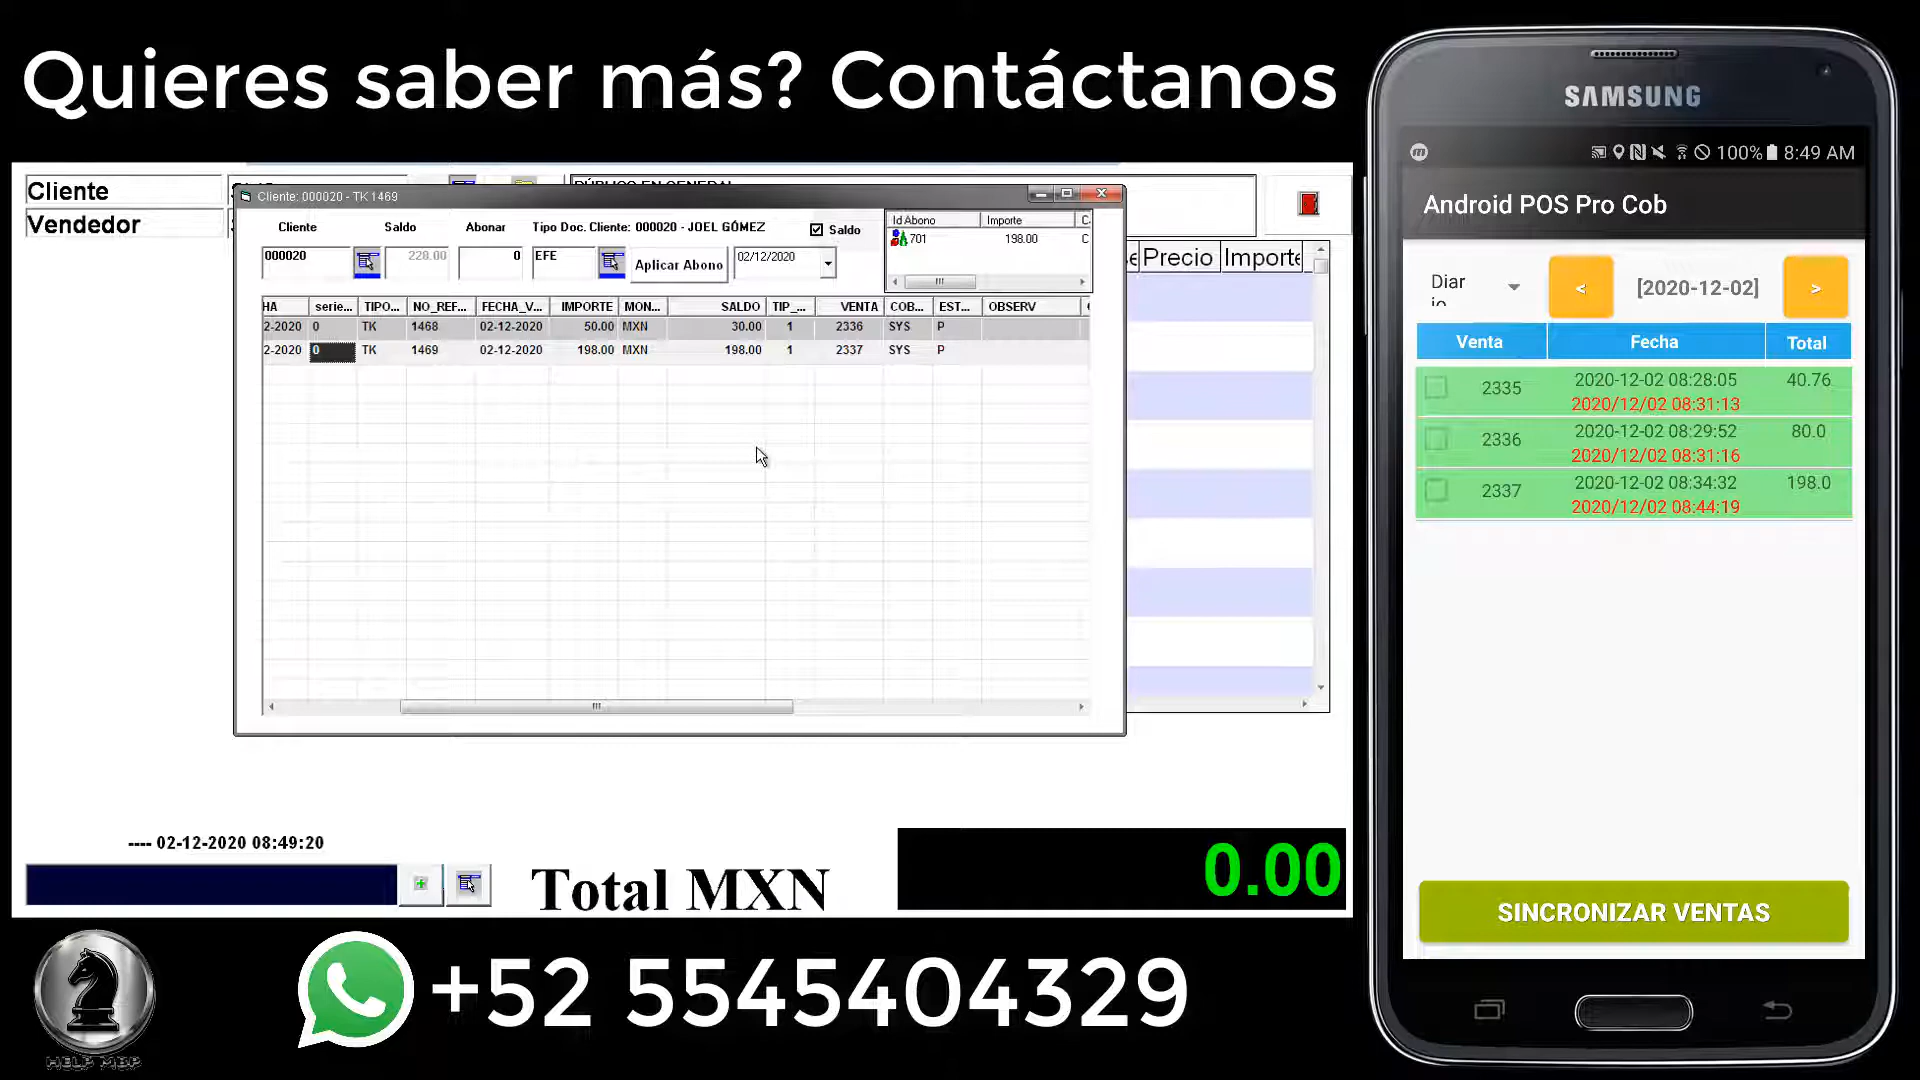 Quieres saber más? Contáctanos
Cliente
Vendedor
PÚBLICO EN GENERAL
Precio Importe
Cliente: 000020 - TK 1469
Cliente Saldo Abonar Tipo Doc. Cliente: 000020 - JOEL GÓMEZ Saldo
000020 228.00 0 EFE Aplicar Abono 02/12/2020
Id Abono Importe C
701 198.00 C
HA serie... TIPO... NO_REF... FECHA_V... IMPORTE MON... SALDO TIP_... VENTA COB... EST... OBSERV
2-2020 0 TK 1468 02-12-2020 50.00 MXN 30.00 1 2336 SYS P
2-2020 0 TK 1469 02-12-2020 198.00 MXN 198.00 1 2337 SYS P
---- 02-12-2020 08:49:20
Total MXN
0.00
HELP MBP
+52 5545404329
SAMSUNG
100% 8:49 AM
Android POS Pro Cob
Diar
io
< [2020-12-02] >
Venta Fecha Total
2335 2020-12-02 08:28:05 40.76
2020/12/02 08:31:13
2336 2020-12-02 08:29:52 80.0
2020/12/02 08:31:16
2337 2020-12-02 08:34:32 198.0
2020/12/02 08:44:19
SINCRONIZAR VENTAS